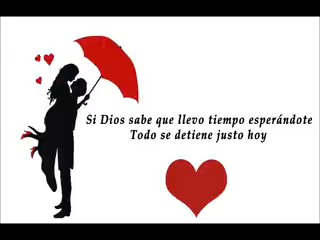 Si Dios sabe que llevo tiempo esperándote
Todo se detiene justo hoy